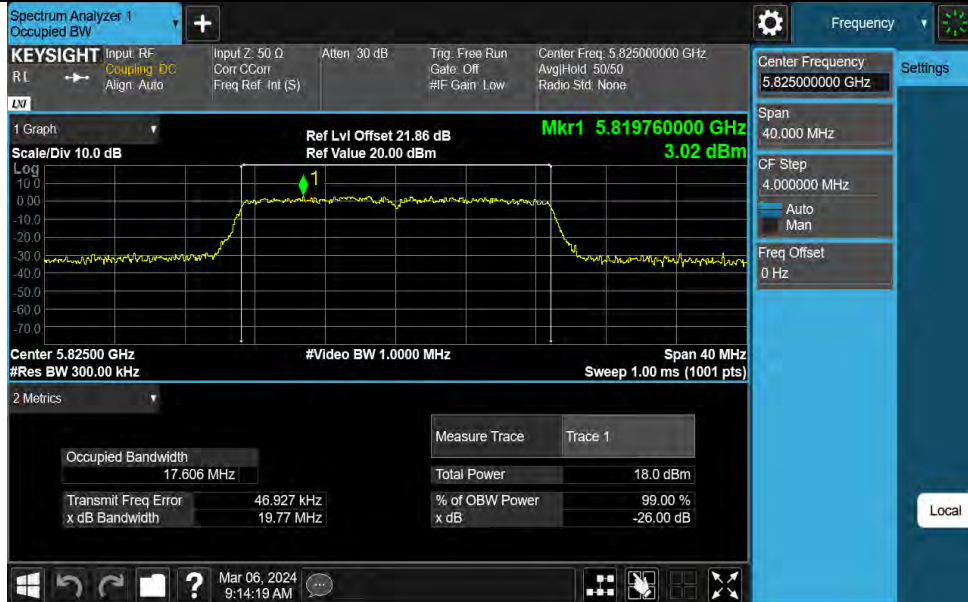 Spectrum Analyzer 1
Occupied BW
+
Frequency
KEYSIGHT
Input: RF
Coupling: DC
Align: Auto
Input Z: 50 Ω
Corr CCorr
Freq Ref: Int (S)
Atten: 30 dB
Trig: Free Run
Gate: Off
#IF Gain: Low
Center Freq: 5.825000000 GHz
Avg|Hold: 50/50
Radio Std: None
LXI
Center Frequency
5.825000000 GHz
Settings
Span
40.000 MHz
CF Step
4.000000 MHz
Auto
Man
Freq Offset
0 Hz
Local
1 Graph
Scale/Div 10.0 dB
Ref Lvl Offset 21.86 dB
Ref Value 20.00 dBm
Mkr1 5.819760000 GHz
3.02 dBm
Log
10.0
0.00
-10.0
-20.0
-30.0
-40.0
-50.0
-60.0
-70.0
1
Center 5.82500 GHz
#Video BW 1.0000 MHz
Span 40 MHz
#Res BW 300.00 kHz
Sweep 1.00 ms (1001 pts)
2 Metrics
Measure Trace
Trace 1
Occupied Bandwidth
17.606 MHz
Total Power
18.0 dBm
Transmit Freq Error
46.927 kHz
% of OBW Power
99.00 %
x dB Bandwidth
19.77 MHz
x dB
-26.00 dB
?
Mar 06, 2024
9:14:19 AM